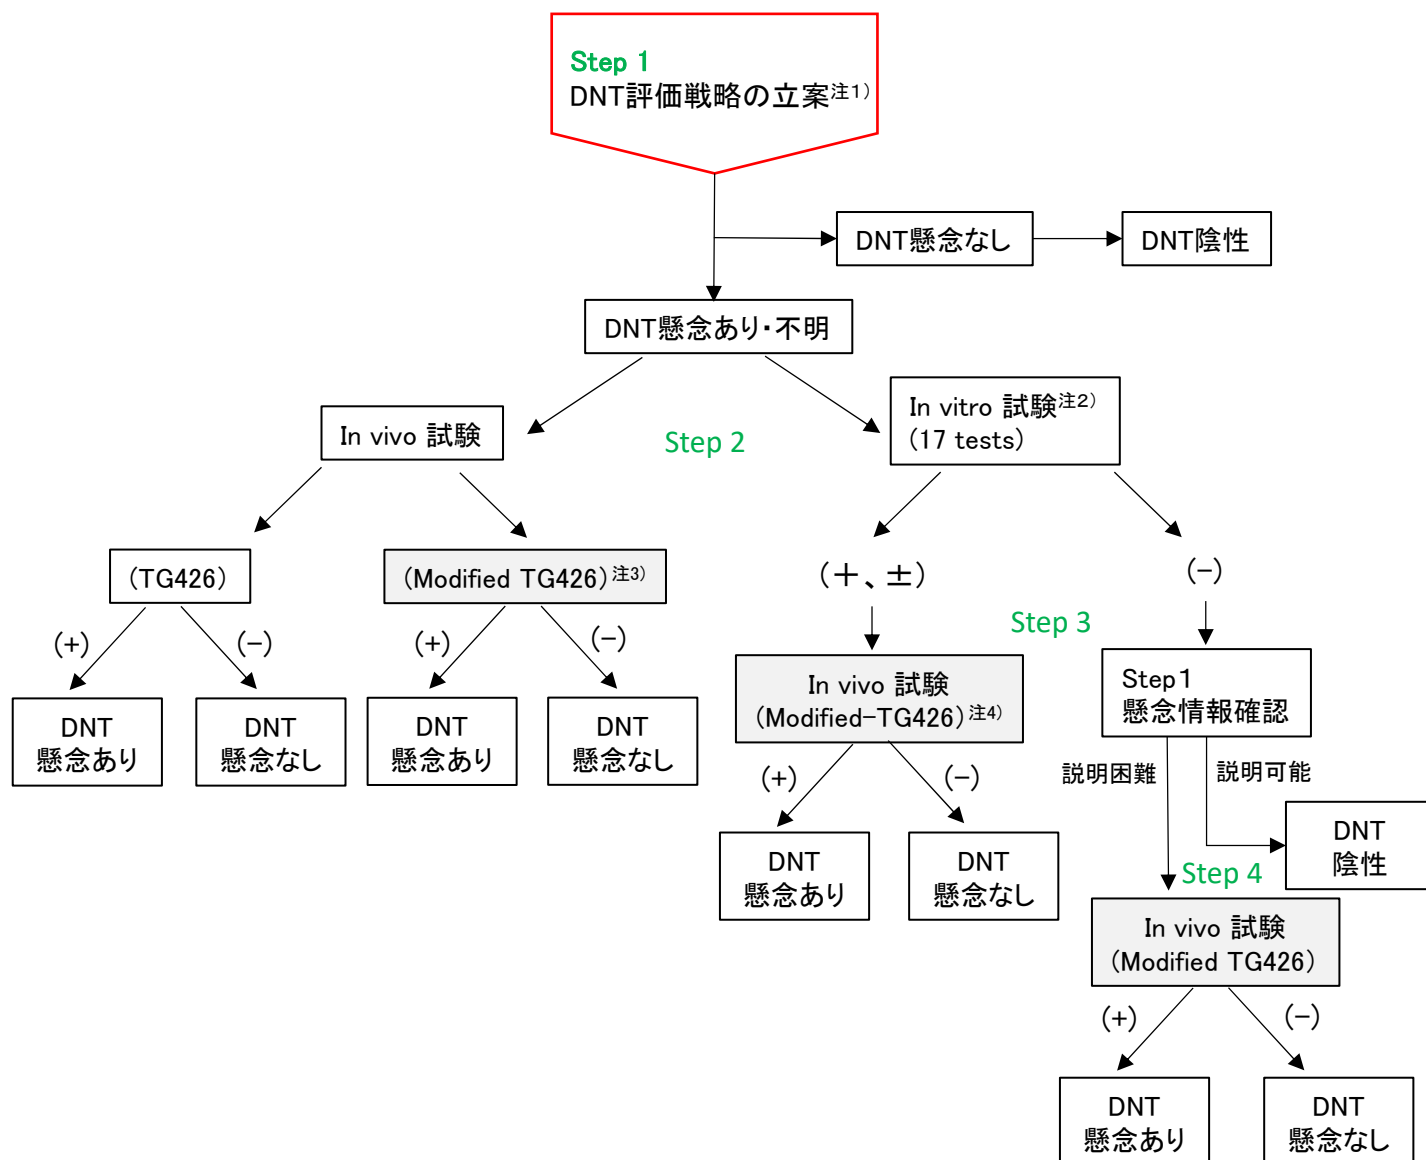 Step 1
DNT評価戦略の立案注1)
DNT懸念なし
DNT陰性
DNT懸念あり・不明
In vivo 試験
Step 2
In vitro 試験注2)
(17 tests)
(TG426)
(Modified TG426)注3)
(＋、±)
(−)
(+)
(−)
(+)
(−)
Step 3
DNT
懸念あり
DNT
懸念なし
DNT
懸念あり
DNT
懸念なし
In vivo 試験
(Modified−TG426)注4)
Step1
懸念情報確認
(+)
(−)
説明困難
説明可能
DNT
懸念あり
DNT
懸念なし
DNT
陰性
Step 4
In vivo 試験
(Modified TG426)
(+)
(−)
DNT
懸念あり
DNT
懸念なし